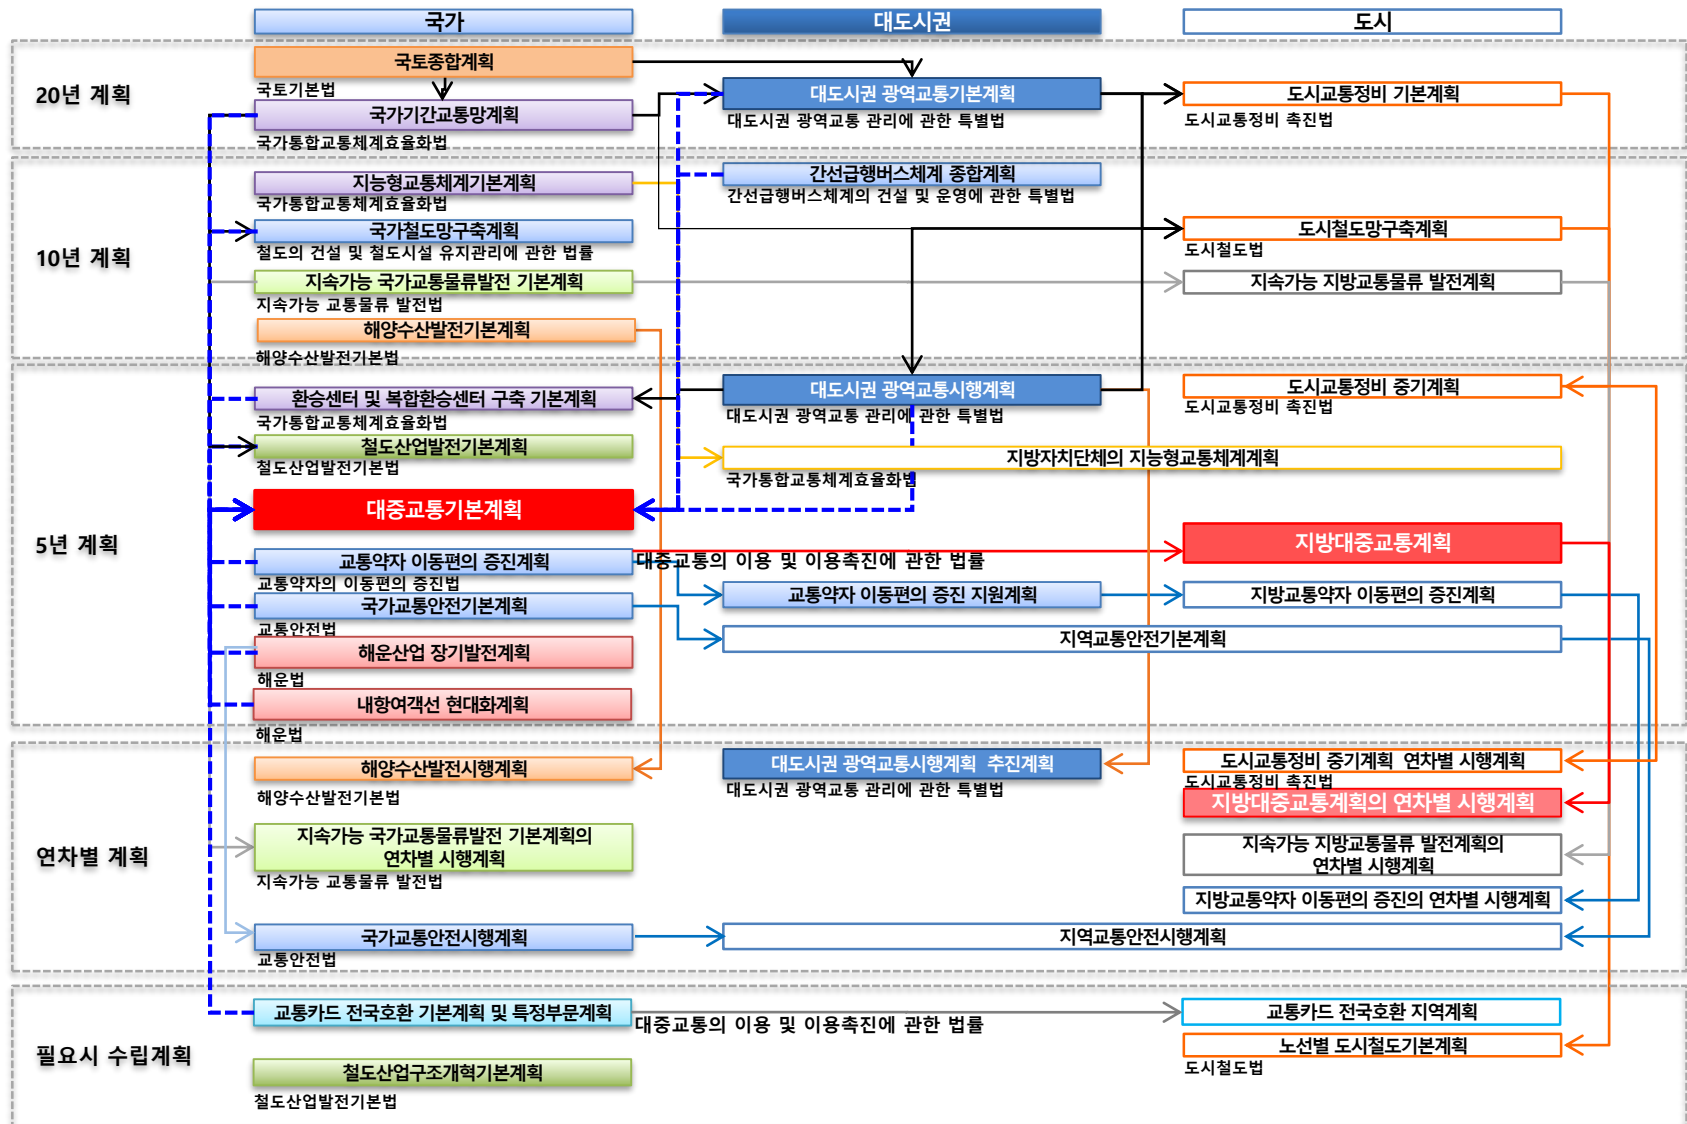 국가
대도시권
도시
20년 계획
국토종합계획
국토기본법
국가기간교통망계획
국가통합교통체계효율화법
대도시권 광역교통기본계획
대도시권 광역교통 관리에 관한 특별법
도시교통정비 기본계획
도시교통정비 촉진법
10년 계획
지능형교통체계기본계획
국가통합교통체계효율화법
국가철도망구축계획
철도의 건설 및 철도시설 유지관리에 관한 법률
지속가능 국가교통물류발전 기본계획
지속가능 교통물류 발전법
해양수산발전기본계획
해양수산발전기본법
간선급행버스체계 종합계획
간선급행버스체계의 건설 및 운영에 관한 특별법
도시철도망구축계획
도시철도법
지속가능 지방교통물류 발전계획
5년 계획
환승센터 및 복합환승센터 구축 기본계획
국가통합교통체계효율화법
철도산업발전기본계획
철도산업발전기본법
대중교통기본계획
대중교통의 이용 및 이용촉진에 관한 법률
교통약자 이동편의 증진계획
교통약자의 이동편의 증진법
국가교통안전기본계획
교통안전법
해운산업 장기발전계획
해운법
내항여객선 현대화계획
해운법
대도시권 광역교통시행계획
대도시권 광역교통 관리에 관한 특별법
도시교통정비 중기계획
도시교통정비 촉진법
지방자치단체의 지능형교통체계계획
국가통합교통체계효율화법
지방대중교통계획
교통약자 이동편의 증진 지원계획
지방교통약자 이동편의 증진계획
지역교통안전기본계획
연차별 계획
해양수산발전시행계획
해양수산발전기본법
지속가능 국가교통물류발전 기본계획의
연차별 시행계획
지속가능 교통물류 발전법
국가교통안전시행계획
교통안전법
대도시권 광역교통시행계획 추진계획
대도시권 광역교통 관리에 관한 특별법
도시교통정비 중기계획 연차별 시행계획
도시교통정비 촉진법
지방대중교통계획의 연차별 시행계획
지속가능 지방교통물류 발전계획의
연차별 시행계획
지방교통약자 이동편의 증진의 연차별 시행계획
지역교통안전시행계획
필요시 수립계획
교통카드 전국호환 기본계획 및 특정부문계획
대중교통의 이용 및 이용촉진에 관한 법률
철도산업구조개혁기본계획
철도산업발전기본법
교통카드 전국호환 지역계획
노선별 도시철도기본계획
도시철도법